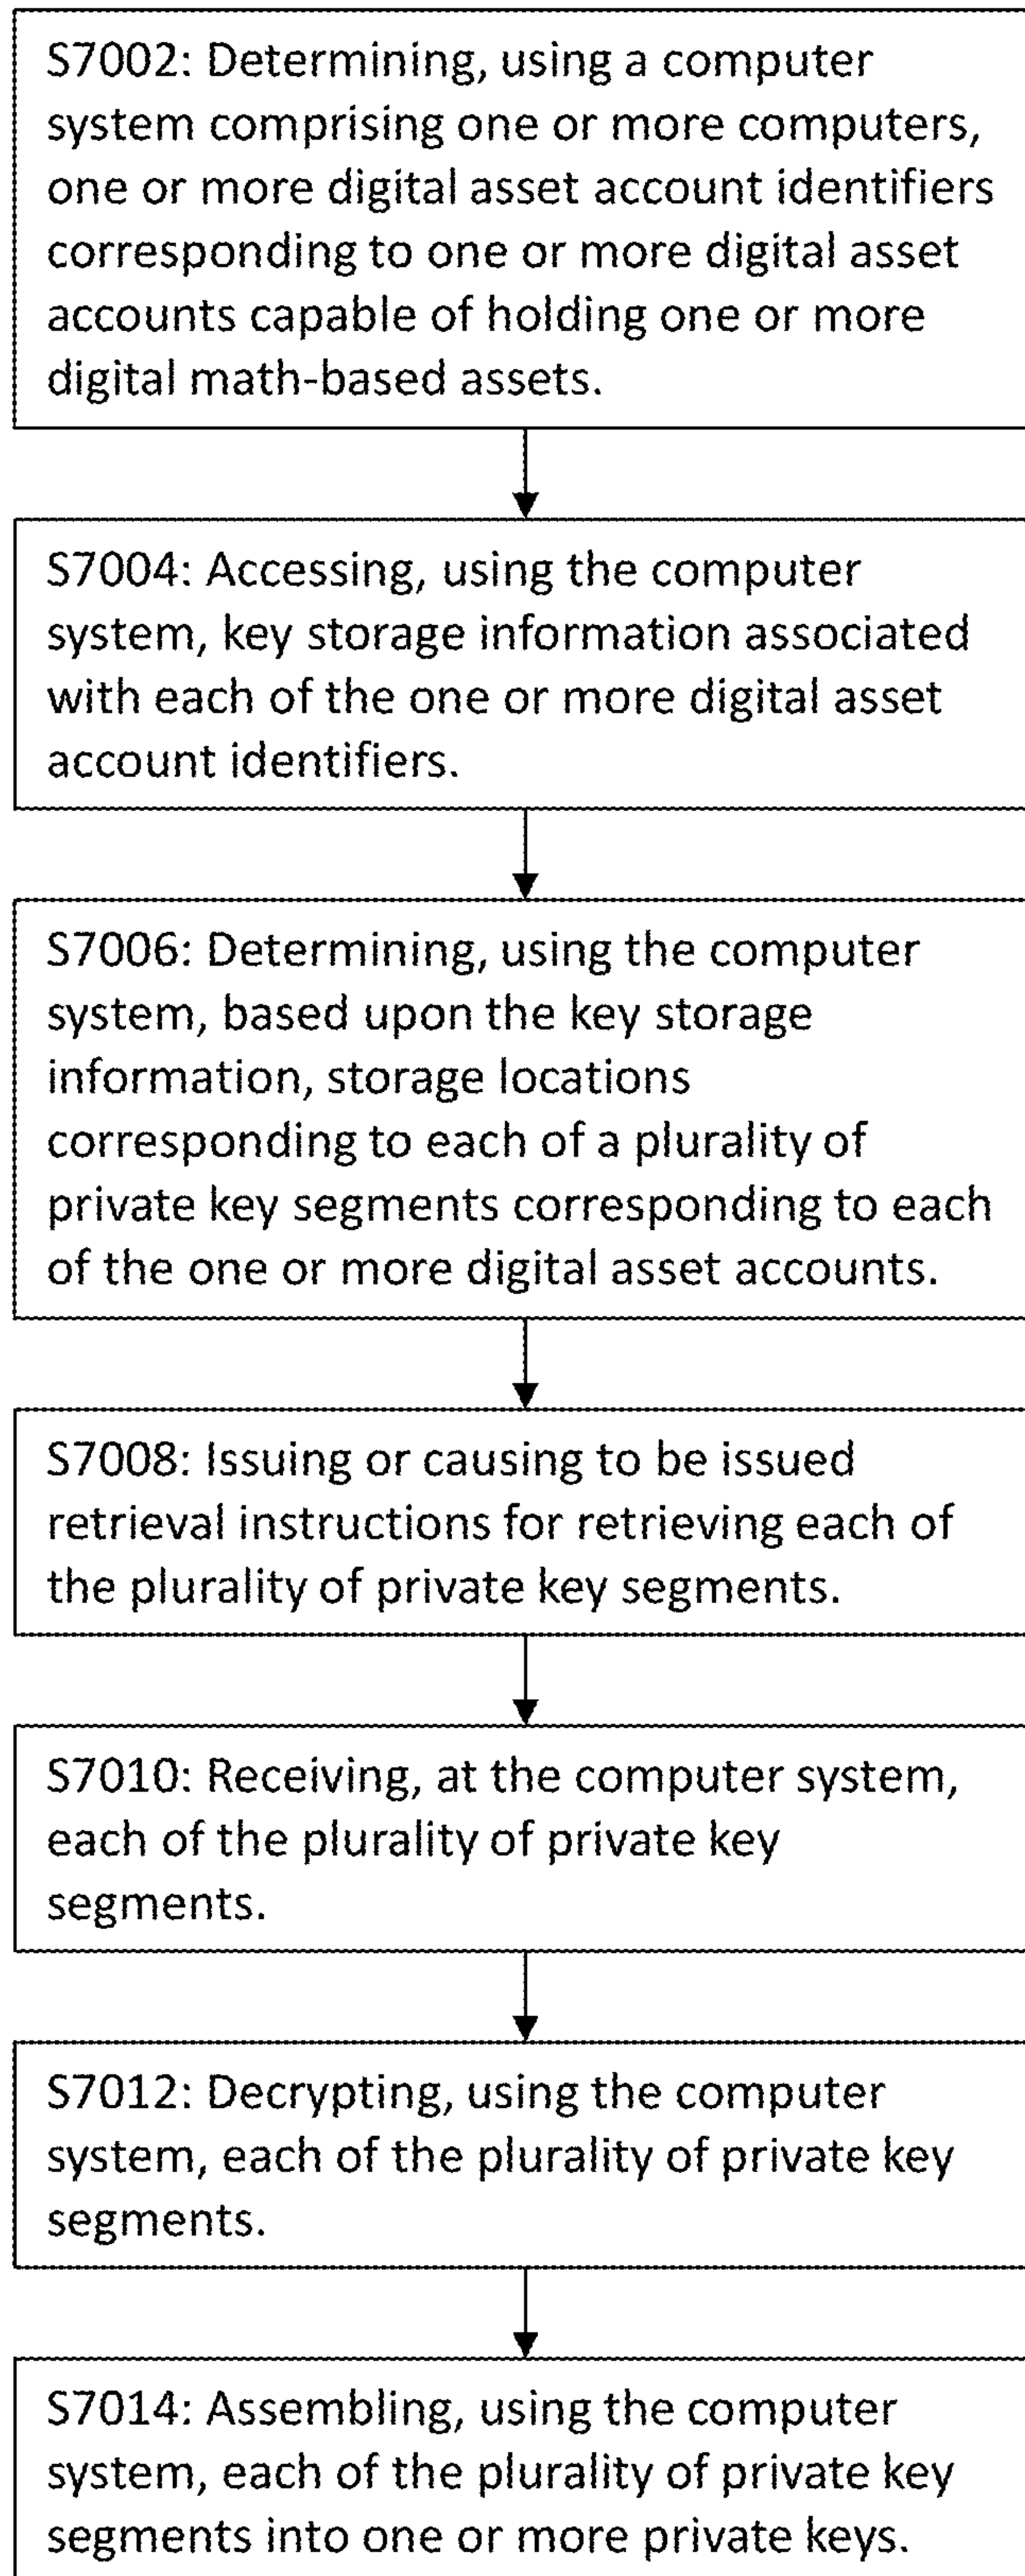 S7002: Determining, using a computer
system comprising one or more computers,
one or more digital asset account identifiers
corresponding to one or more digital asset
accounts capable of holding one or more
digital math-based assets.
S7004: Accessing, using the computer
system, key storage information associated
with each of the one or more digital asset
account identifiers.
S7006: Determining, using the computer
system, based upon the key storage
information, storage locations
corresponding to each of a plurality of
private key segments corresponding to each
of the one or more digital asset accounts.
S7008: Issuing or causing to be issued
retrieval instructions for retrieving each of
the plurality of private key segments.
S7010: Receiving, at the computer system,
each of the plurality of private key
segments.
S7012: Decrypting, using the computer
system, each of the plurality of private key
segments.
S7014: Assembling, using the computer
system, each of the plurality of private key
segments into one or more private keys.